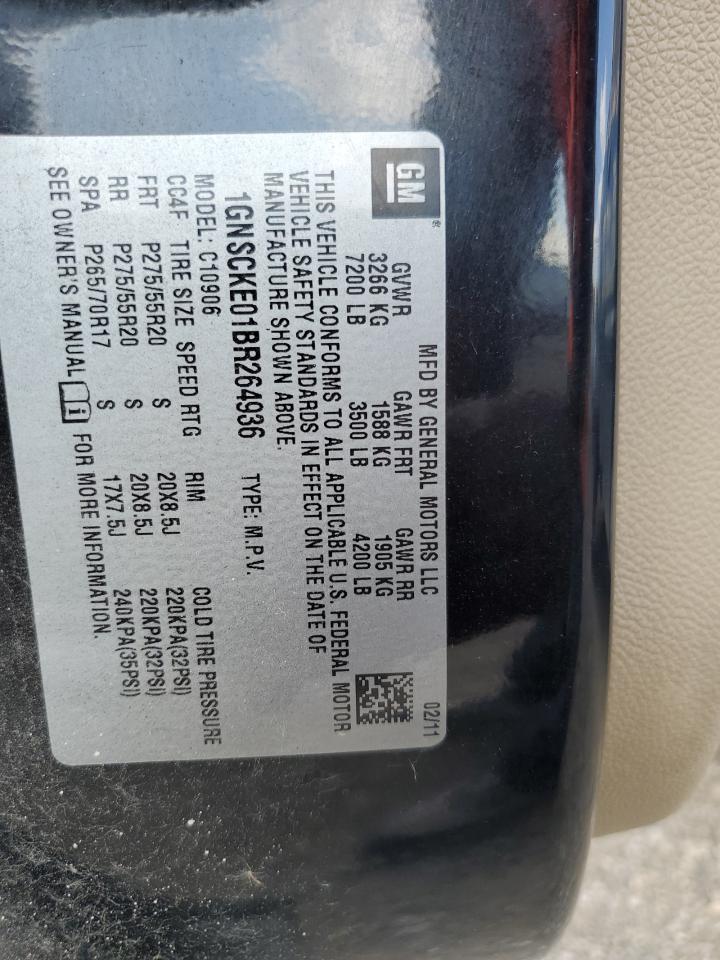 GM®
MFD BY GENERAL MOTORS LLC 02/11
GVWR GAWR FRT GAWR RR
3266 KG 1588 KG 1905 KG
7200 LB 3500 LB 4200 LB
THIS VEHICLE CONFORMS TO ALL APPLICABLE U.S. FEDERAL MOTOR
VEHICLE SAFETY STANDARDS IN EFFECT ON THE DATE OF
MANUFACTURE SHOWN ABOVE.
1GNSCKE01BR264936 TYPE: M.P.V.
MODEL: C10906
CC4F TIRE SIZE SPEED RTG RIM COLD TIRE PRESSURE
FRT P275/55R20 S 20X8.5J 220KPA(32PSI)
RR P275/55R20 S 20X8.5J 220KPA(32PSI)
SPA P265/70R17 S 17X7.5J 240KPA(35PSI)
SEE OWNER'S MANUAL i FOR MORE INFORMATION.